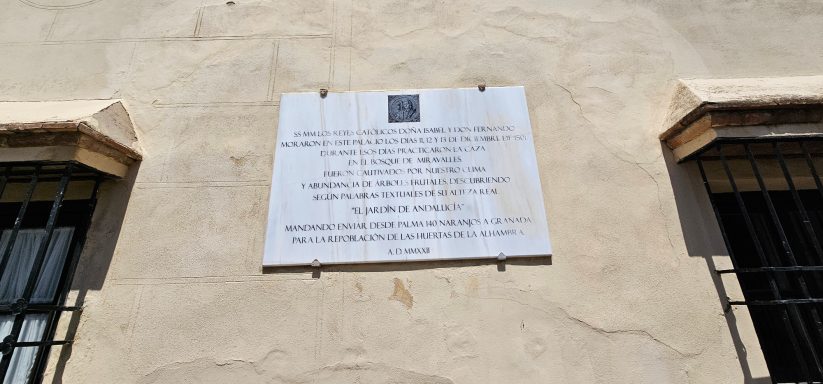 SS MM LOS REYES CATÓLICOS DOÑA ISABEL Y DON FERNANDO
MORARON EN ESTE PALACIO LOS DÍAS 11, 12 Y 13 DE DICIEMBRE DE
DURANTE ESOS DÍAS PRACTICARON LA CAZA
EN EL BOSQUE DE MIRAVALLES
FUERON CAUTIVADOS POR NUESTRO CLIMA
Y ABUNDANCIA DE ÁRBOLES FRUTALES, DESCUBRIENDO
SEGÚN PALABRAS TEXTUALES DE SU ALTEZA REAL
"EL JARDÍN DE ANDALUCÍA"
MANDANDO ENVIAR DESDE PALMA 140 NARANJOS A GRANADA
PARA LA REPOBLACIÓN DE LAS HUERTAS DE LA ALHAMBRA
A. D. MMXXII